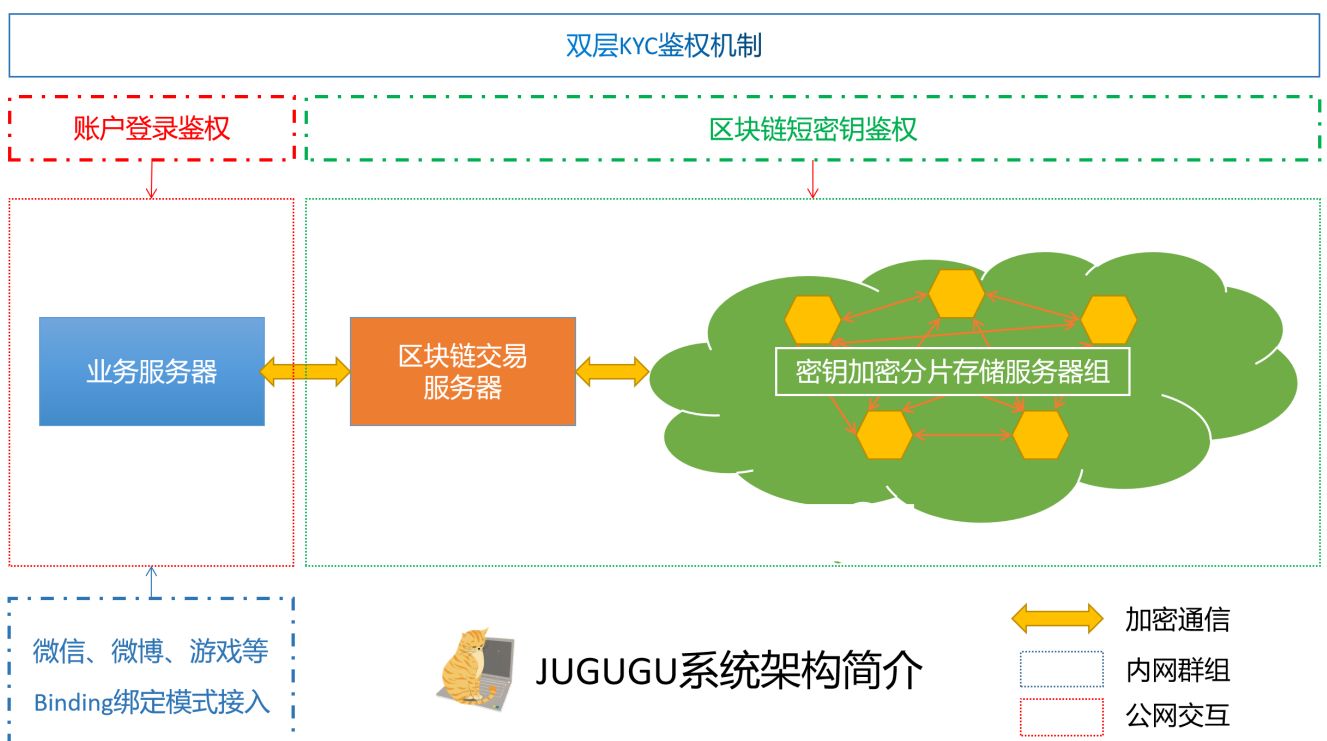 双层KYC鉴权机制
账户登录鉴权
区块链短密钥鉴权
业务服务器
区块链交易
服务器
密钥加密分片存储服务器组
微信、微博、游戏等
Binding绑定模式接入
JUGUGU系统架构简介
加密通信
内网群组
公网交互